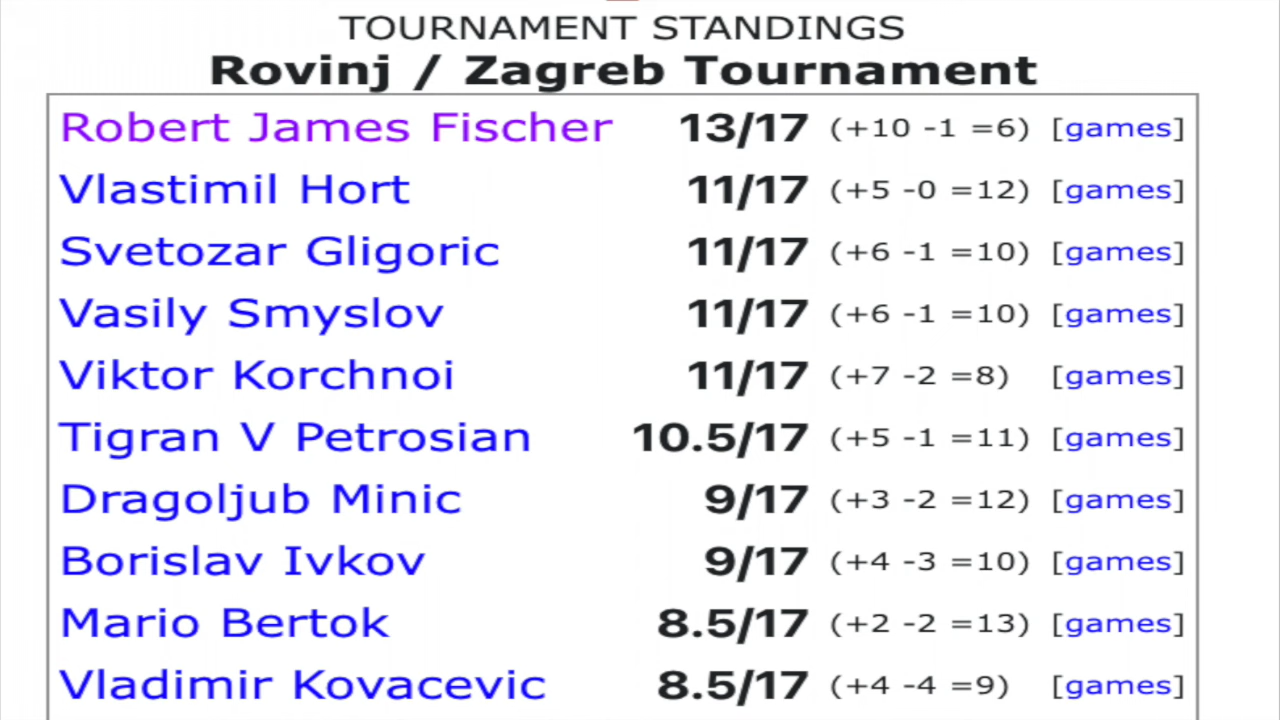 TOURNAMENT STANDINGS
Rovinj / Zagreb Tournament
Robert James Fischer 13/17 (+10 -1 =6) [games]
Vlastimil Hort 11/17 (+5 -0 =12) [games]
Svetozar Gligoric 11/17 (+6 -1 =10) [games]
Vasily Smyslov 11/17 (+6 -1 =10) [games]
Viktor Korchnoi 11/17 (+7 -2 =8) [games]
Tigran V Petrosian 10.5/17 (+5 -1 =11) [games]
Dragoljub Minic 9/17 (+3 -2 =12) [games]
Borislav Ivkov 9/17 (+4 -3 =10) [games]
Mario Bertok 8.5/17 (+2 -2 =13) [games]
Vladimir Kovacevic 8.5/17 (+4 -4 =9) [games]